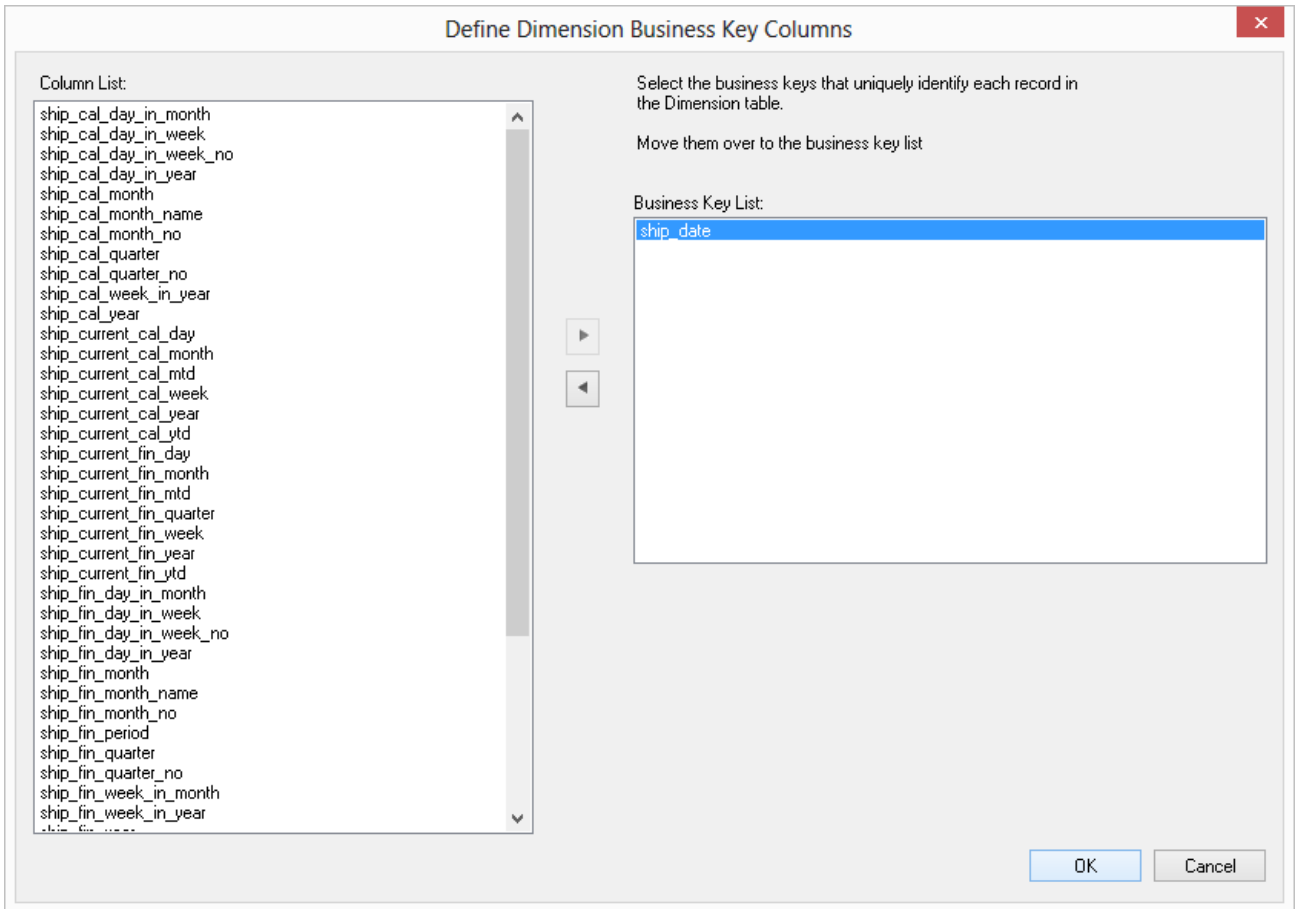 Define Dimension Business Key Columns
Column List:
ship_cal_day_in_month
ship_cal_day_in_week
ship_cal_day_in_week_no
ship_cal_day_in_year
ship_cal_month
ship_cal_month_name
ship_cal_month_no
ship_cal_quarter
ship_cal_quarter_no
ship_cal_week_in_year
ship_cal_year
ship_current_cal_day
ship_current_cal_month
ship_current_cal_mtd
ship_current_cal_week
ship_current_cal_year
ship_current_cal_ytd
ship_current_fin_day
ship_current_fin_month
ship_current_fin_mtd
ship_current_fin_quarter
ship_current_fin_week
ship_current_fin_year
ship_current_fin_ytd
ship_fin_day_in_month
ship_fin_day_in_week
ship_fin_day_in_week_no
ship_fin_day_in_year
ship_fin_month
ship_fin_month_name
ship_fin_month_no
ship_fin_period
ship_fin_quarter
ship_fin_quarter_no
ship_fin_week_in_month
ship_fin_week_in_year
Select the business keys that uniquely identify each record in
the Dimension table.
Move them over to the business key list
Business Key List:
ship_date
OK
Cancel